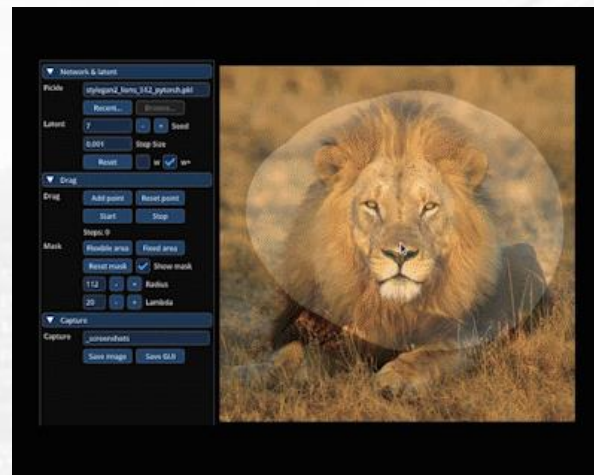 Network & latent
Pickle stylegan2_lions_512_pytorch.pkl
Recent... Browse...
Latent 7 - + Seed
0.001 Step Size
Reset w w+
Drag
Drag Add point Reset point
Start Stop
Steps: 0
Mask Flexible area Fixed area
Reset mask Show mask
112 - + Radius
20 - + Lambda
Capture
Capture _screenshots
Save image Save GUI